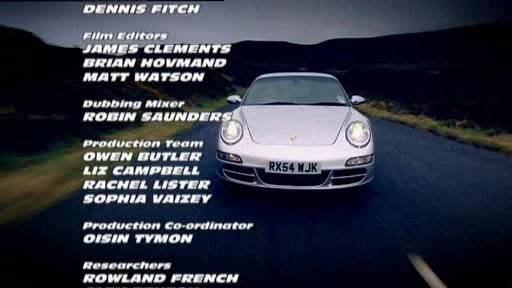 DENNIS FITCH
Film Editors
JAMES CLEMENTS
BRIAN HOVMAND
MATT WATSON
Dubbing Mixer
ROBIN SAUNDERS
Production Team
OWEN BUTLER
LIZ CAMPBELL
RACHEL LISTER
SOPHIA VAIZEY
Production Co-ordinator
OISIN TYMON
Researchers
ROWLAND FRENCH
RX54 WJK